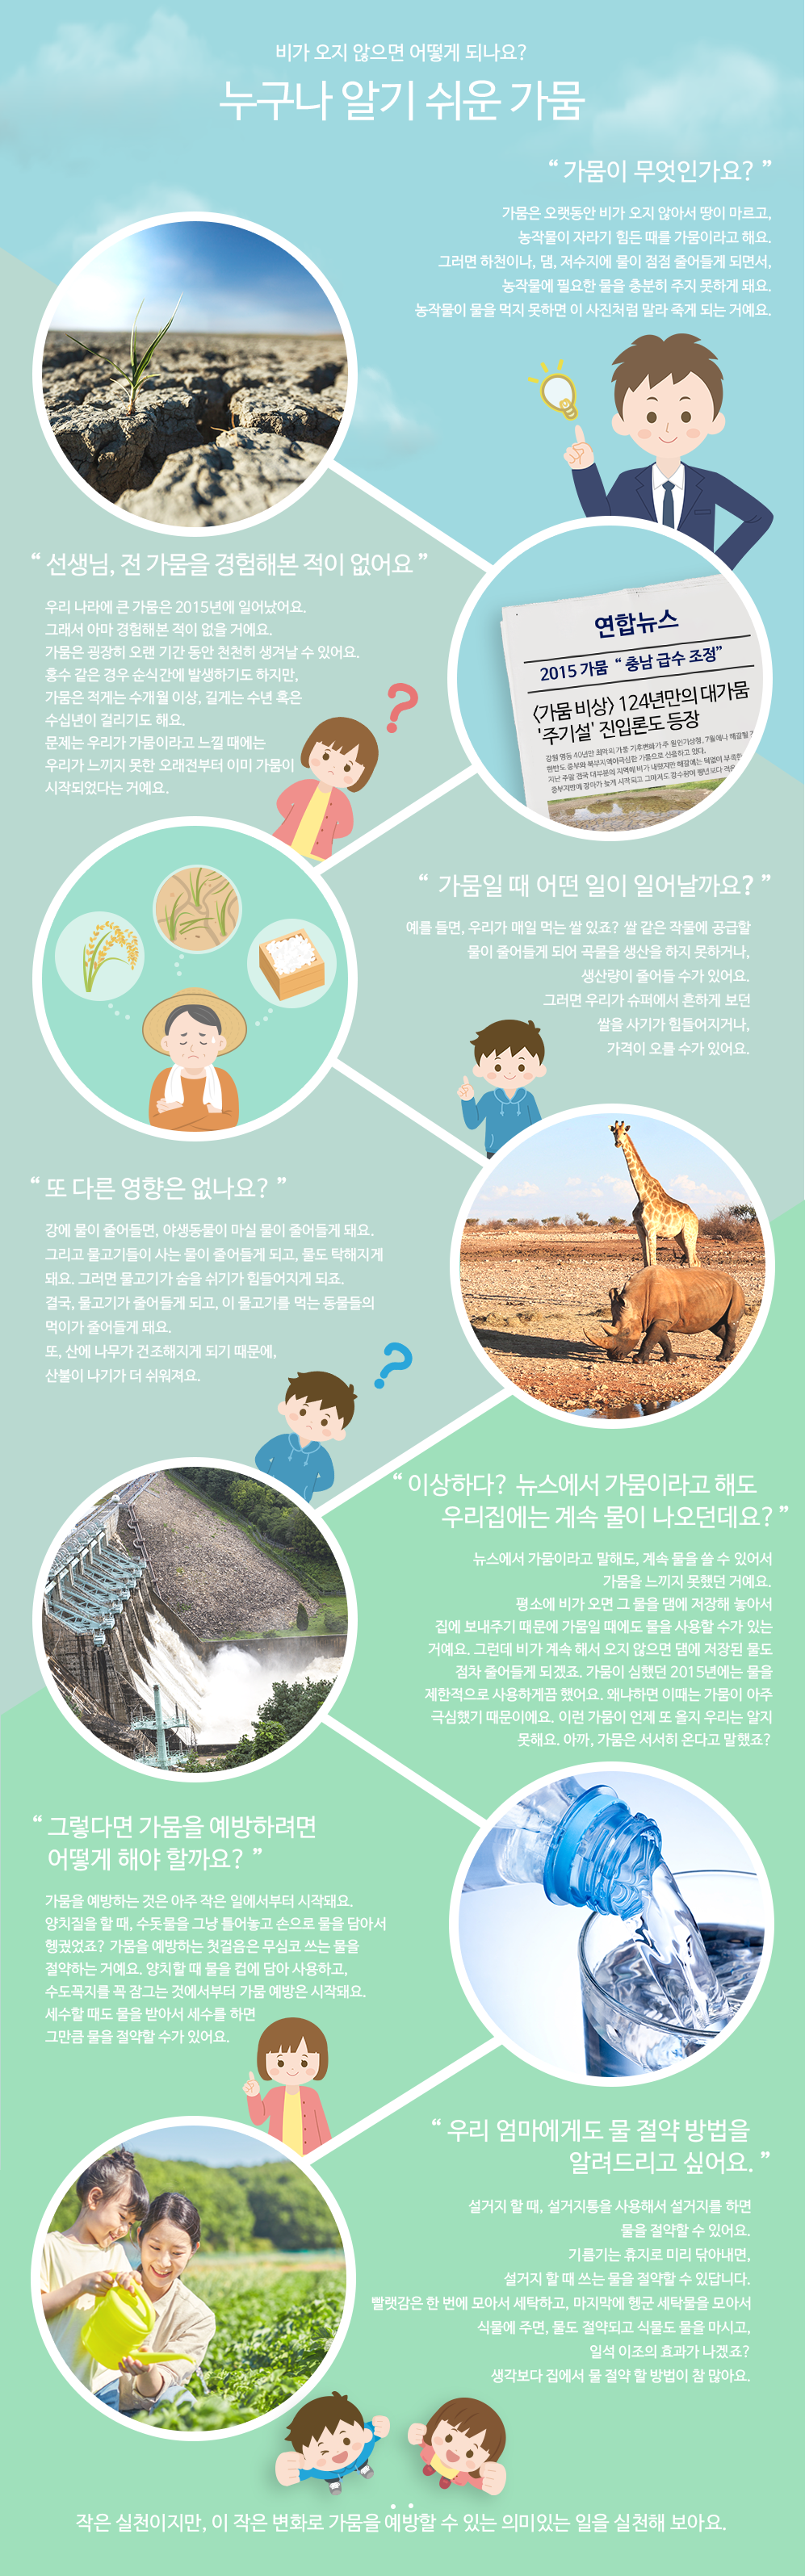 비가 오지 않으면 어떻게 되나요?
누구나 알기 쉬운 가뭄
“ 가뭄이 무엇인가요? ”
가뭄은 오랫동안 비가 오지 않아서 땅이 마르고,
농작물이 자라기 힘든 때를 가뭄이라고 해요.
그러면 하천이나, 댐, 저수지에 물이 점점 줄어들게 되면서,
농작물에 필요한 물을 충분히 주지 못하게 돼요.
농작물이 물을 먹지 못하면 이 사진처럼 말라 죽게 되는 거예요.
“ 선생님, 전 가뭄을 경험해본 적이 없어요 ”
우리 나라에 큰 가뭄은 2015년에 일어났어요.
그래서 아마 경험해본 적이 없을 거에요.
가뭄은 굉장히 오랜 기간 동안 천천히 생겨날 수 있어요.
홍수 같은 경우 순식간에 발생하기도 하지만,
가뭄은 적게는 수개월 이상, 길게는 수년 혹은
수십년이 걸리기도 해요.
문제는 우리가 가뭄이라고 느낄 때에는
우리가 느끼지 못한 오래전부터 이미 가뭄이
시작되었다는 거예요.
연합뉴스
2015 가뭄 “ 충남 급수 조정”
〈가뭄 비상〉 124년만의 대가뭄
'주기설' 진입론도 등장
“ 가뭄일 때 어떤 일이 일어날까요? ”
예를 들면, 우리가 매일 먹는 쌀 있죠? 쌀 같은 작물에 공급할
물이 줄어들게 되어 곡물을 생산을 하지 못하거나,
생산량이 줄어들 수가 있어요.
그러면 우리가 슈퍼에서 흔하게 보던
쌀을 사기가 힘들어지거나,
가격이 오를 수가 있어요.
“ 또 다른 영향은 없나요? ”
강에 물이 줄어들면, 야생동물이 마실 물이 줄어들게 돼요.
그리고 물고기들이 사는 물이 줄어들게 되고, 물도 탁해지게
돼요. 그러면 물고기가 숨을 쉬기가 힘들어지게 되죠.
결국, 물고기가 줄어들게 되고, 이 물고기를 먹는 동물들의
먹이가 줄어들게 돼요.
또, 산에 나무가 건조해지게 되기 때문에,
산불이 나기가 더 쉬워져요.
“ 이상하다? 뉴스에서 가뭄이라고 해도
우리집에는 계속 물이 나오던데요? ”
뉴스에서 가뭄이라고 말해도, 계속 물을 쓸 수 있어서
가뭄을 느끼지 못했던 거예요.
평소에 비가 오면 그 물을 댐에 저장해 놓아서
집에 보내주기 때문에 가뭄일 때에도 물을 사용할 수가 있는
거예요. 그런데 비가 계속 해서 오지 않으면 댐에 저장된 물도
점차 줄어들게 되겠죠. 가뭄이 심했던 2015년에는 물을
제한적으로 사용하게끔 했어요. 왜냐하면 이때는 가뭄이 아주
극심했기 때문이에요. 이런 가뭄이 언제 또 올지 우리는 알지
못해요. 아까, 가뭄은 서서히 온다고 말했죠?
“ 그렇다면 가뭄을 예방하려면
어떻게 해야 할까요? ”
가뭄을 예방하는 것은 아주 작은 일에서부터 시작돼요.
양치질을 할 때, 수돗물을 그냥 틀어놓고 손으로 물을 담아서
헹궜었죠? 가뭄을 예방하는 첫걸음은 무심코 쓰는 물을
절약하는 거예요. 양치할 때 물을 컵에 담아 사용하고,
수도꼭지를 꼭 잠그는 것에서부터 가뭄 예방은 시작돼요.
세수할 때도 물을 받아서 세수를 하면
그만큼 물을 절약할 수가 있어요.
“ 우리 엄마에게도 물 절약 방법을
알려드리고 싶어요. ”
설거지 할 때, 설거지통을 사용해서 설거지를 하면
물을 절약할 수 있어요.
기름기는 휴지로 미리 닦아내면,
설거지 할 때 쓰는 물을 절약할 수 있답니다.
빨랫감은 한 번에 모아서 세탁하고, 마지막에 헹군 세탁물을 모아서
식물에 주면, 물도 절약되고 식물도 물을 마시고,
일석 이조의 효과가 나겠죠?
생각보다 집에서 물 절약 할 방법이 참 많아요.
작은 실천이지만, 이 작은 변화로 가뭄을 예방할 수 있는 의미있는 일을 실천해 보아요.